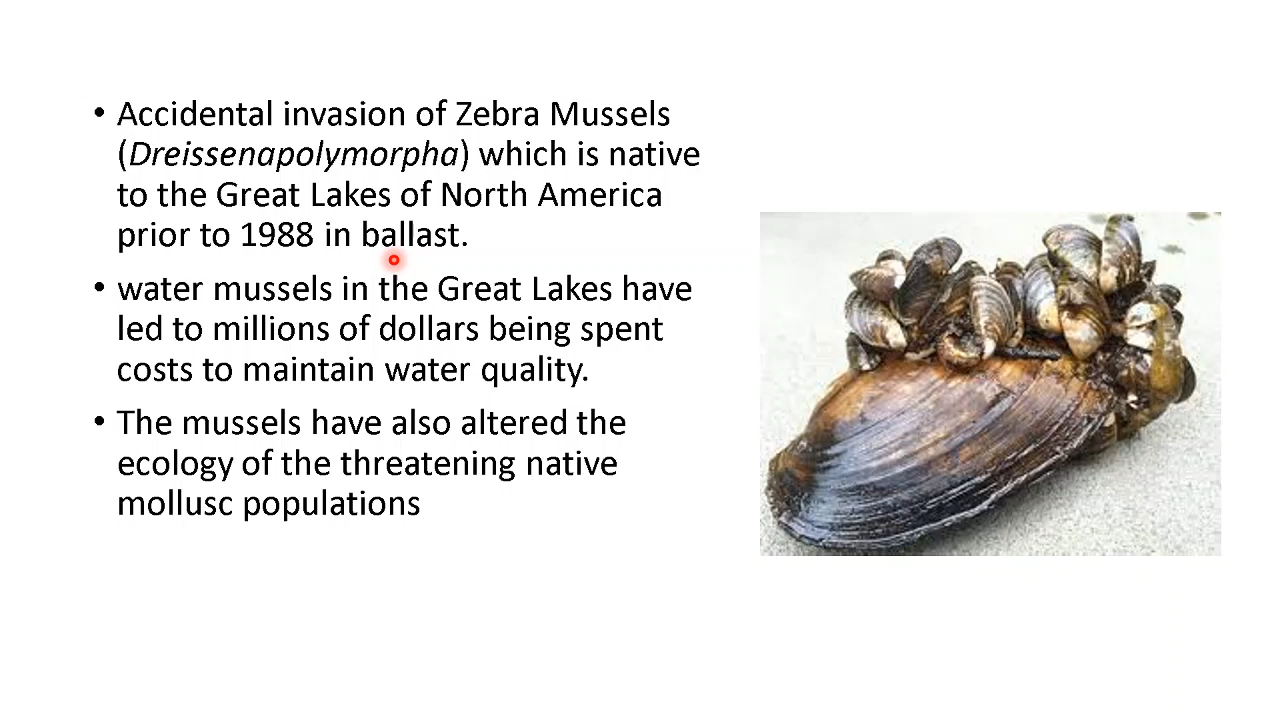 • Accidental invasion of Zebra Mussels
(Dreissenapolymorpha) which is native
to the Great Lakes of North America
prior to 1988 in ballast.
• water mussels in the Great Lakes have
led to millions of dollars being spent
costs to maintain water quality.
• The mussels have also altered the
ecology of the threatening native
mollusc populations